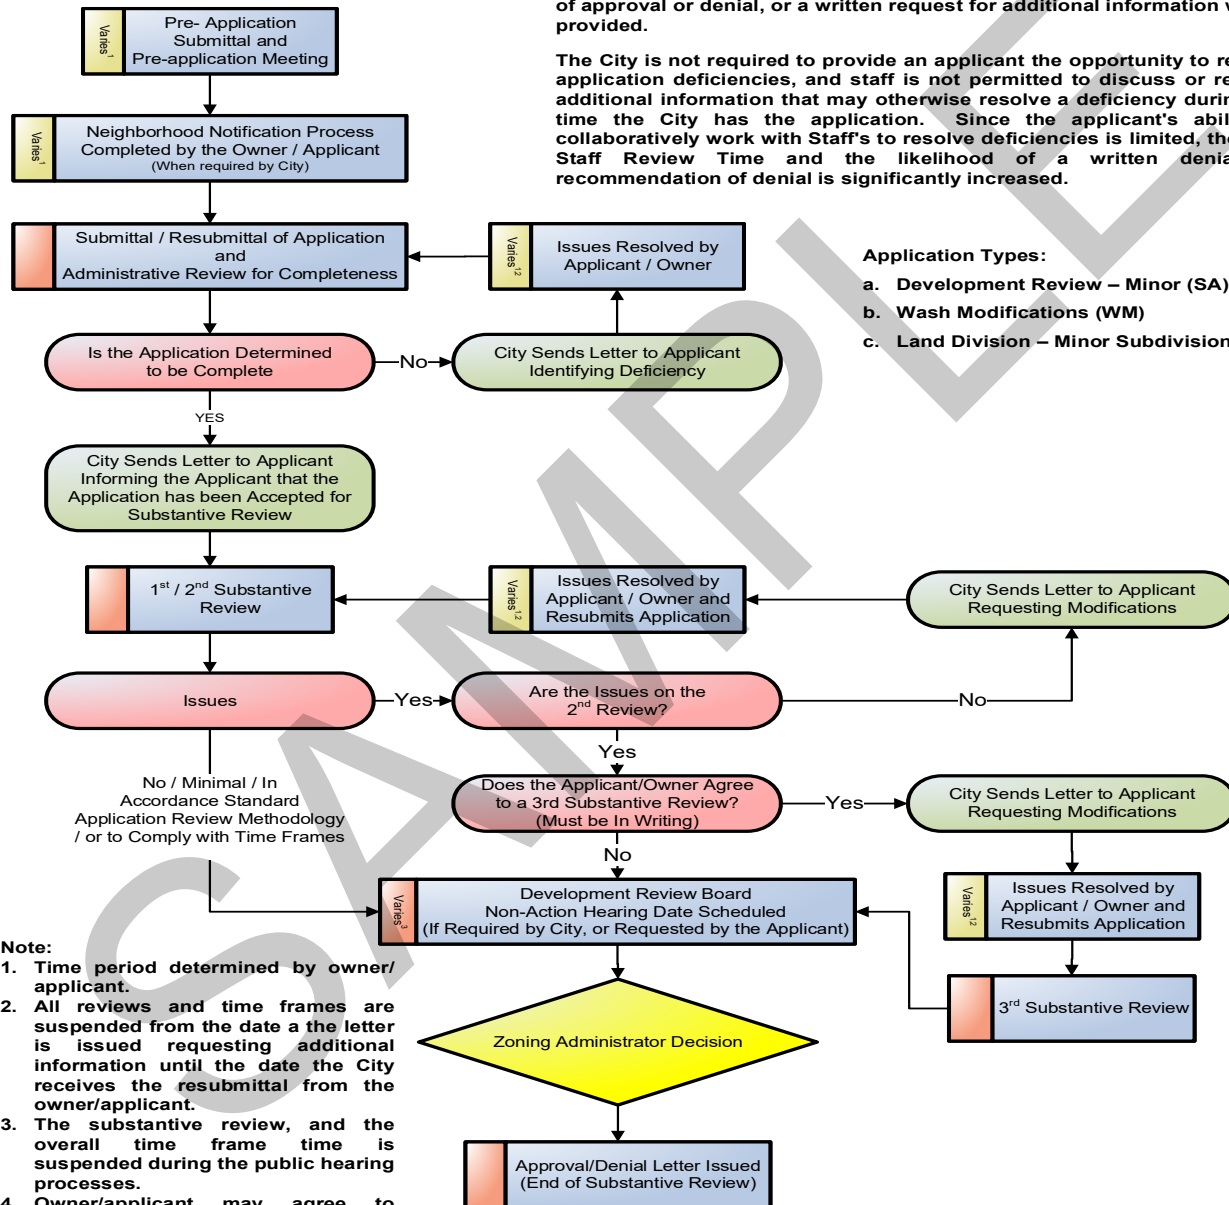 of approval or denial, or a written request for additional information
provided.
The City is not required to provide an applicant the opportunity to
application deficiencies, and staff is not permitted to discuss or
additional information that may otherwise resolve a deficiency
time the City has the application. Since the applicant's
collaboratively work with Staff's to resolve deficiencies is limited,
Staff Review Time and the likelihood of a written
recommendation of denial is significantly increased.
Varies1
Pre- Application
Submittal and
Pre-application Meeting
Varies1
Neighborhood Notification Process
Completed by the Owner / Applicant
(When required by City)
Submittal / Resubmittal of Application
and
Administrative Review for Completeness
Varies12
Issues Resolved by
Applicant / Owner
Application Types:
a. Development Review – Minor (SA)
b. Wash Modifications (WM)
c. Land Division – Minor Subdivision
Is the Application Determined
to be Complete
No
City Sends Letter to Applicant
Identifying Deficiency
YES
City Sends Letter to Applicant
Informing the Applicant that the
Application has been Accepted for
Substantive Review
1st / 2nd Substantive
Review
Varies1,2
Issues Resolved by
Applicant / Owner and
Resubmits Application
City Sends Letter to Applicant
Requesting Modifications
Issues
Yes
Are the Issues on the
2nd Review?
No
Yes
No / Minimal / In
Accordance Standard
Application Review Methodology
/ or to Comply with Time Frames
Does the Applicant/Owner Agree
to a 3rd Substantive Review?
(Must be In Writing)
Yes
City Sends Letter to Applicant
Requesting Modifications
No
Varies3
Development Review Board
Non-Action Hearing Date Scheduled
(If Required by City, or Requested by the Applicant)
Varies12
Issues Resolved by
Applicant / Owner and
Resubmits Application
3rd Substantive Review
Zoning Administrator Decision
Approval/Denial Letter Issued
(End of Substantive Review)
Note:
1. Time period determined by owner/
applicant.
2. All reviews and time frames are
suspended from the date a the letter
is issued requesting additional
information until the date the City
receives the resubmittal from the
owner/applicant.
3. The substantive review, and the
overall time frame time is
suspended during the public hearing
processes.
4. Owner/applicant may agree to
SAMPLE